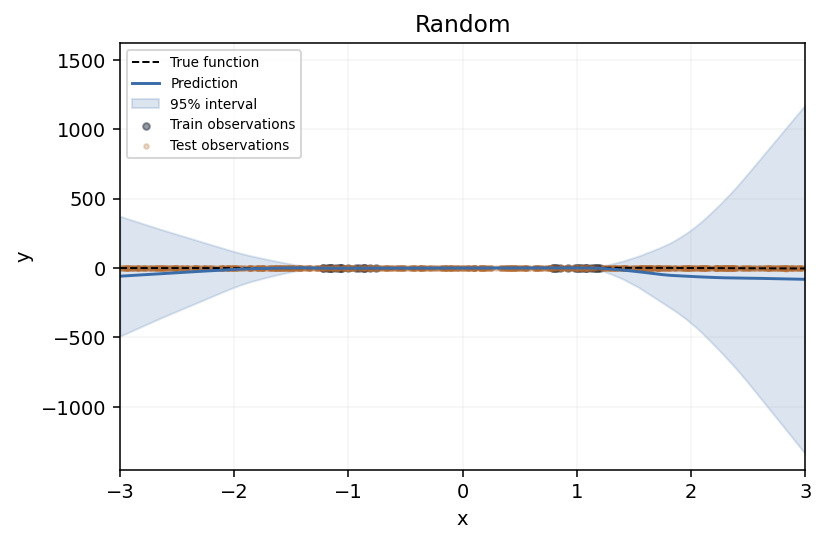 Random
1500
1000
500
0
−500
−1000
y
True function
Prediction
95% interval
Train observations
Test observations
−3
−2
−1
0
1
2
3
x